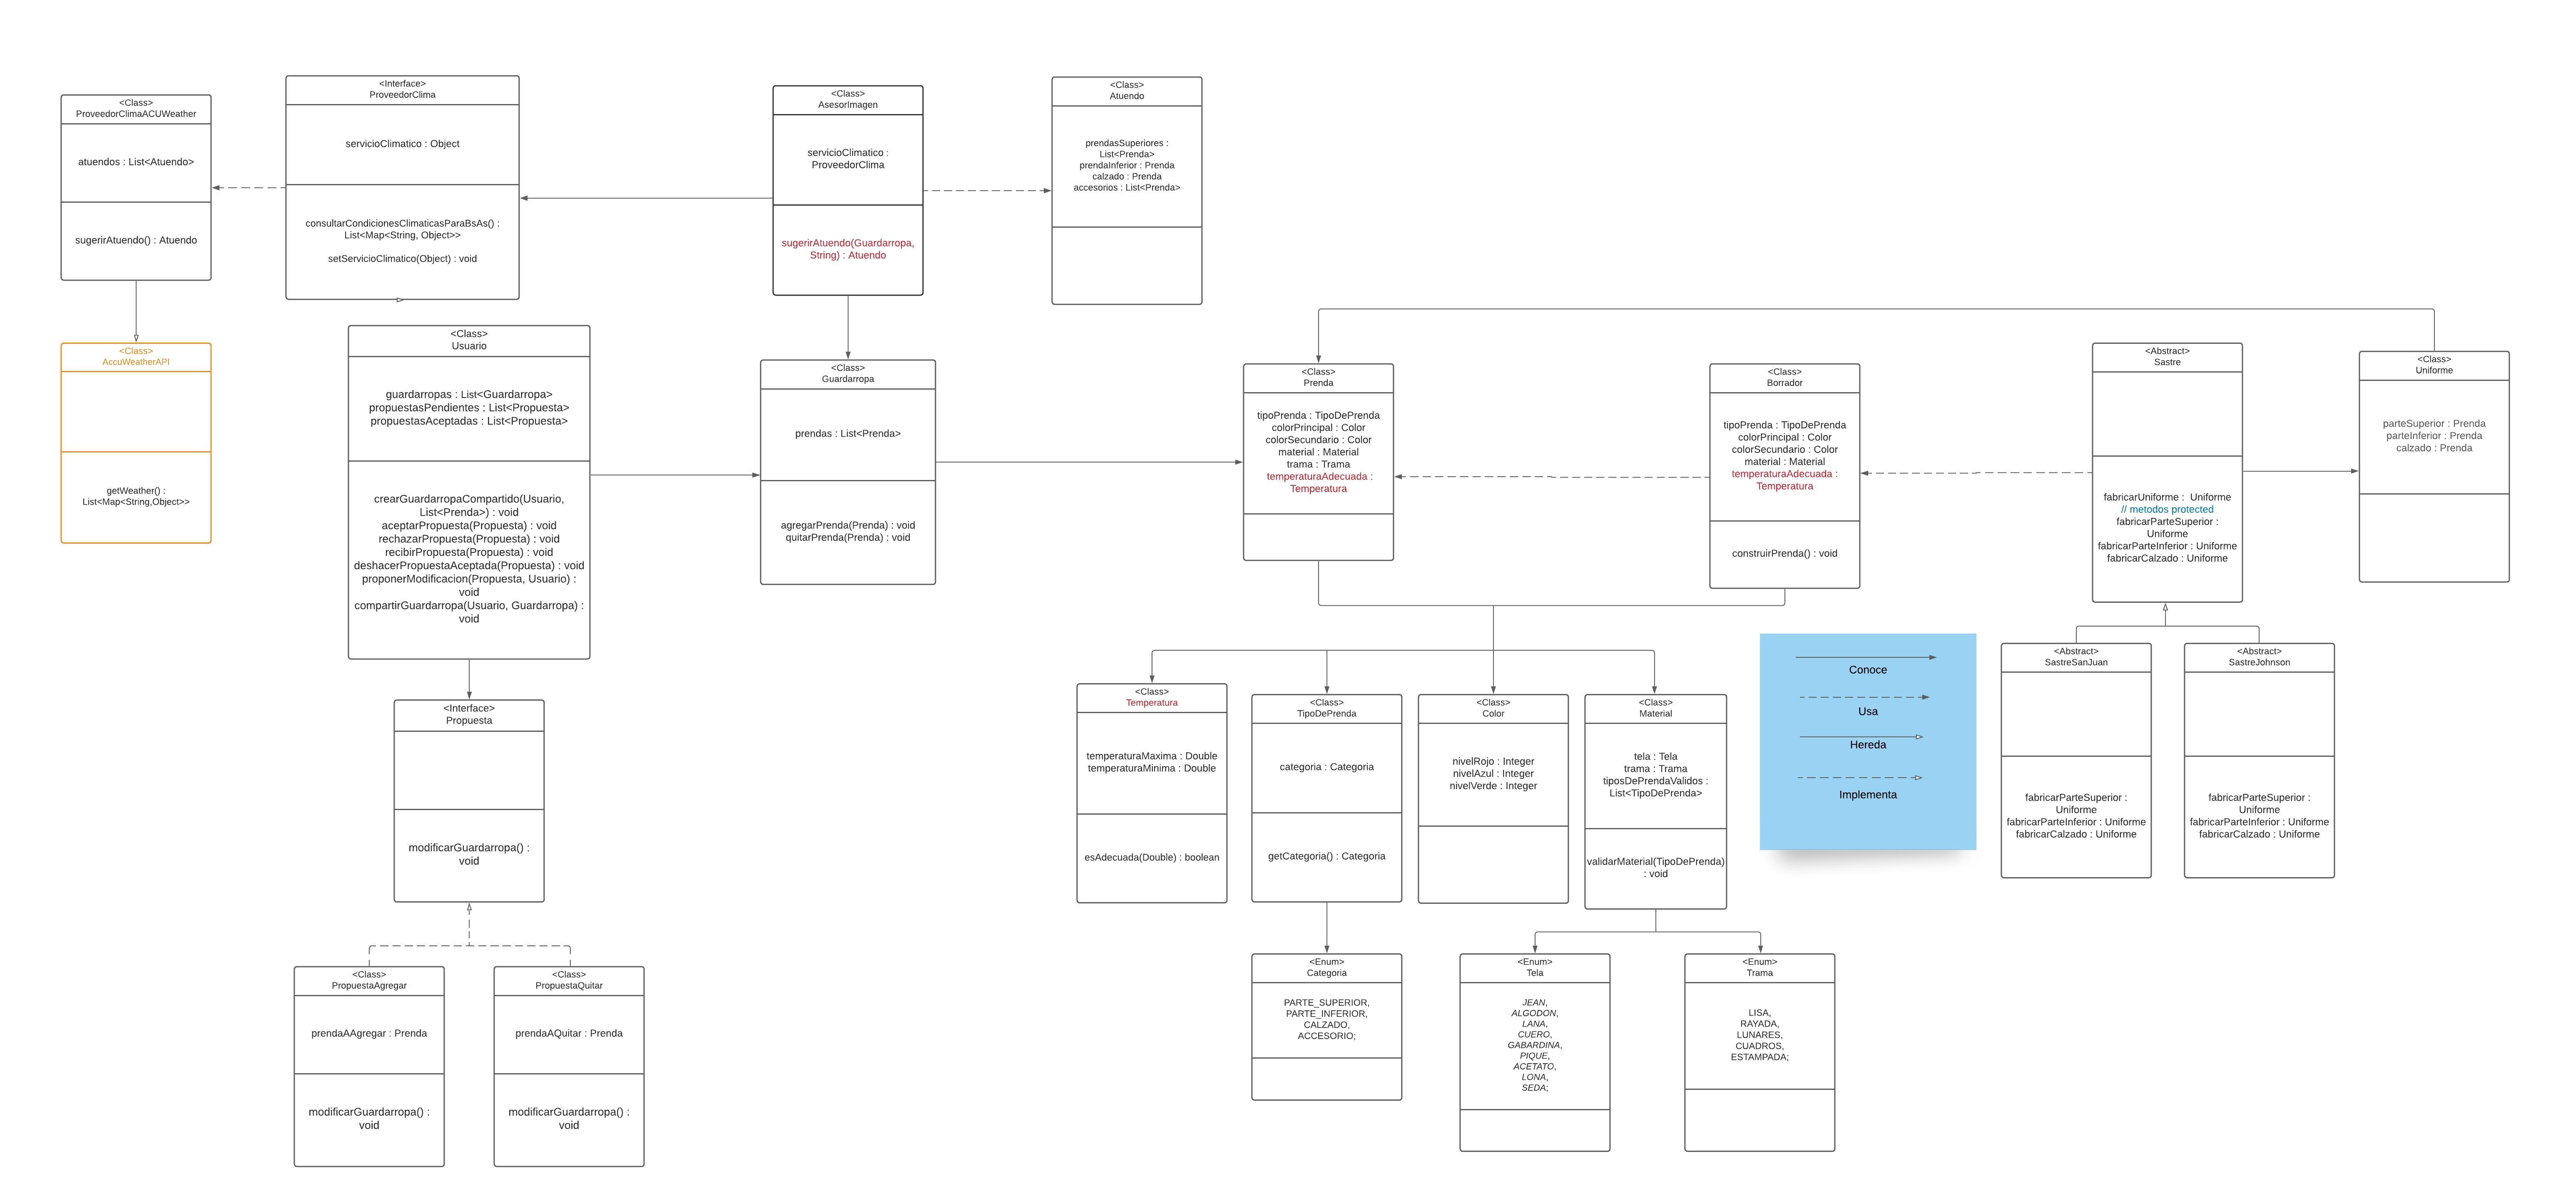 <Class>
ProveedorClimaACUWeather
atuendos : List<Atuendo>
sugerirAtuendo() : Atuendo
<Interface>
ProveedorClima
servicioClimatico : Object
consultarCondicionesClimaticasParaBsAs() :
List<Map<String, Object>>
setServicioClimatico(Object) : void
<Class>
AsesorImagen
servicioClimatico :
ProveedorClima
sugerirAtuendo(Guardarropa,
String) : Atuendo
<Class>
Atuendo
prendasSuperiores :
List<Prenda>
prendaInferior : Prenda
calzado : Prenda
accesorios : List<Prenda>
<Class>
AccuWeatherAPI
getWeather() :
List<Map<String,Object>>
<Class>
Usuario
guardarropas : List<Guardarropa>
propuestasPendientes : List<Propuesta>
propuestasAceptadas : List<Propuesta>
crearGuardarropaCompartido(Usuario,
List<Prenda>) : void
aceptarPropuesta(Propuesta) : void
rechazarPropuesta(Propuesta) : void
recibirPropuesta(Propuesta) : void
deshacerPropuestaAceptada(Propuesta) : void
proponerModificacion(Propuesta, Usuario) :
void
compartirGuardarropa(Usuario, Guardarropa) :
void
<Class>
Guardarropa
prendas : List<Prenda>
agregarPrenda(Prenda) : void
quitarPrenda(Prenda) : void
<Class>
Prenda
tipoPrenda : TipoDePrenda
colorPrincipal : Color
colorSecundario : Color
material : Material
trama : Trama
temperaturaAdecuada :
Temperatura
<Class>
Borrador
tipoPrenda : TipoDePrenda
colorPrincipal : Color
colorSecundario : Color
material : Material
temperaturaAdecuada :
Temperatura
construirPrenda() : void
<Abstract>
Sastre
fabricarUniforme :  Uniforme
// metodos protected
fabricarParteSuperior :
Uniforme
fabricarParteInferior : Uniforme
fabricarCalzado : Uniforme
<Class>
Uniforme
parteSuperior : Prenda
parteInferior : Prenda
calzado : Prenda
<Interface>
Propuesta
modificarGuardarropa() :
void
<Class>
Temperatura
temperaturaMaxima : Double
temperaturaMinima : Double
esAdecuada(Double) : boolean
<Class>
TipoDePrenda
categoria : Categoria
getCategoria() : Categoria
<Class>
Color
nivelRojo : Integer
nivelAzul : Integer
nivelVerde : Integer
<Class>
Material
tela : Tela
trama : Trama
tiposDePrendaValidos :
List<TipoDePrenda>
validarMaterial(TipoDePrenda)
: void
Conoce
Usa
Hereda
Implementa
<Abstract>
SastreSanJuan
fabricarParteSuperior :
Uniforme
fabricarParteInferior : Uniforme
fabricarCalzado : Uniforme
<Abstract>
SastreJohnson
fabricarParteSuperior :
Uniforme
fabricarParteInferior : Uniforme
fabricarCalzado : Uniforme
<Class>
PropuestaAgregar
prendaAAgregar : Prenda
modificarGuardarropa() :
void
<Class>
PropuestaQuitar
prendaAQuitar : Prenda
modificarGuardarropa() :
void
<Enum>
Categoria
PARTE_SUPERIOR,
PARTE_INFERIOR,
CALZADO,
ACCESORIO;
<Enum>
Tela
JEAN,
ALGODON,
LANA,
CUERO,
GABARDINA,
PIQUE,
ACETATO,
LONA,
SEDA;
<Enum>
Trama
LISA,
RAYADA,
LUNARES,
CUADROS,
ESTAMPADA;